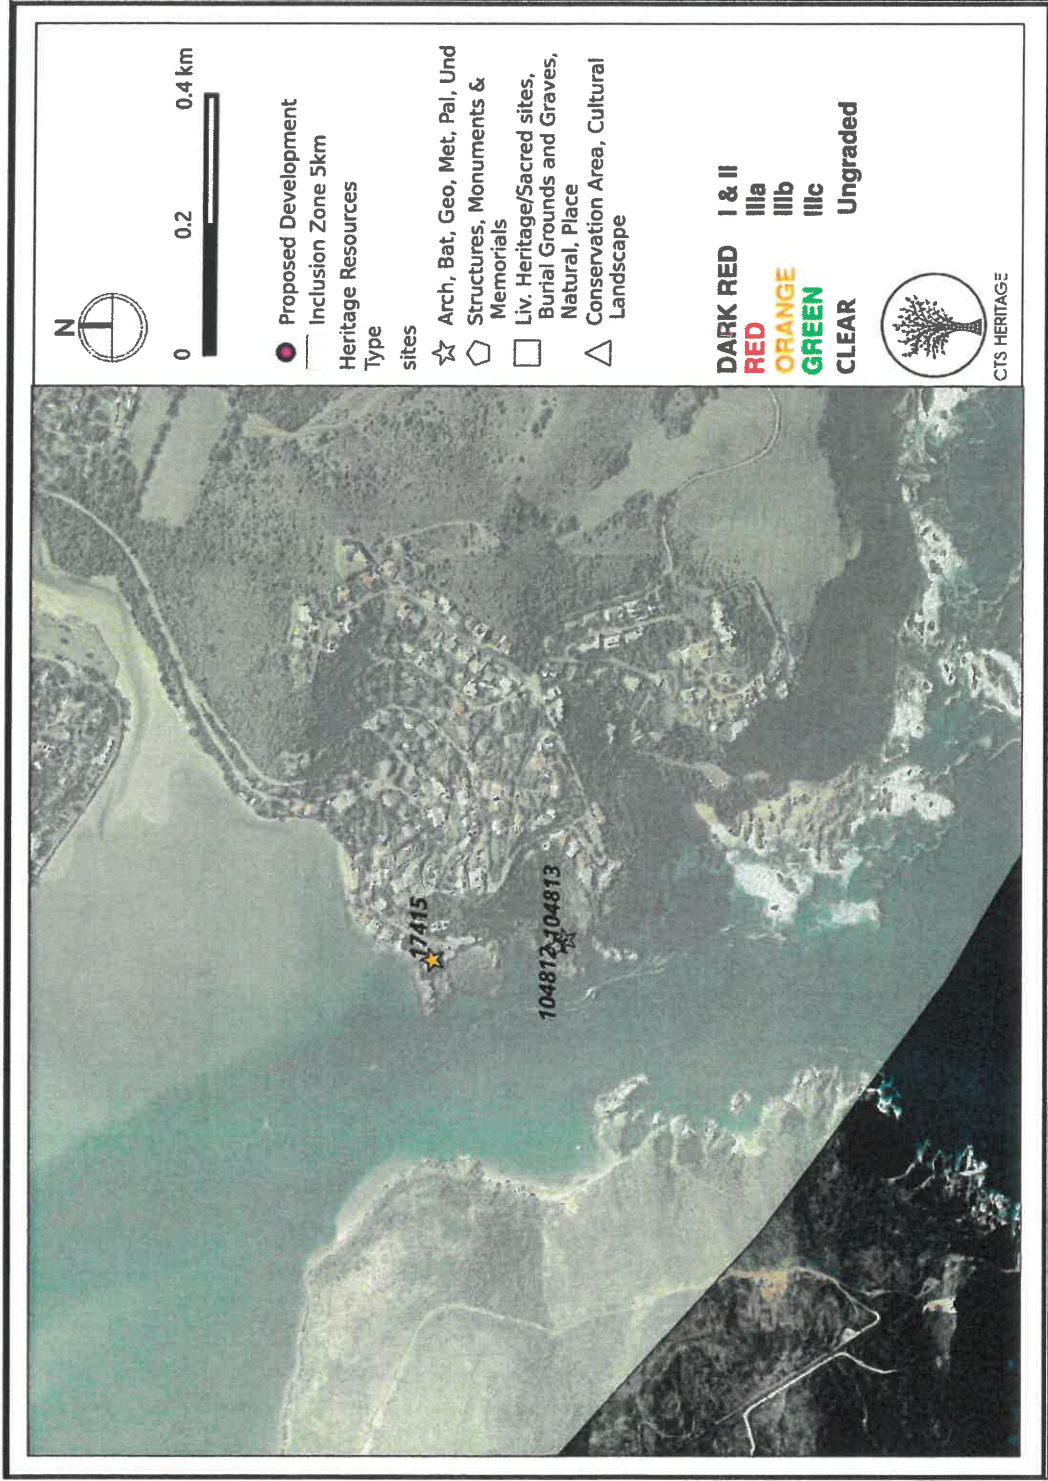 N
0 0.2 0.4 km
Proposed Development
Inclusion Zone 5km
Heritage Resources
Type
sites
Arch, Bat, Geo, Met, Pal, Und
Structures, Monuments &
Memorials
Liv. Heritage/Sacred sites,
Burial Grounds and Graves,
Natural, Place
Conservation Area, Cultural
Landscape
DARK RED I & II
RED IIIa
ORANGE IIIb
GREEN IIIc
CLEAR Ungraded
CTS HERITAGE
17415
104812 104813